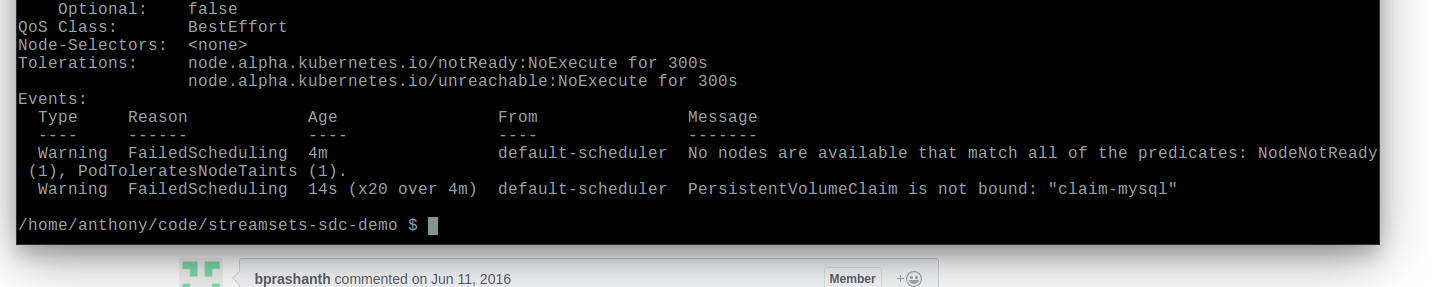 Optional:    false
QoS Class:       BestEffort
Node-Selectors:  <none>
Tolerations:     node.alpha.kubernetes.io/notReady:NoExecute for 300s
node.alpha.kubernetes.io/unreachable:NoExecute for 300s
Events:
Type     Reason            Age                From               Message
----     ------            ----               ----               -------
Warning  FailedScheduling  4m                 default-scheduler  No nodes are available that match all of the predicates: NodeNotReady
(1), PodToleratesNodeTaints (1).
Warning  FailedScheduling  14s (x20 over 4m)  default-scheduler  PersistentVolumeClaim is not bound: "claim-mysql"
/home/anthony/code/streamsets-sdc-demo $
bprashanth commented on Jun 11, 2016 Member +